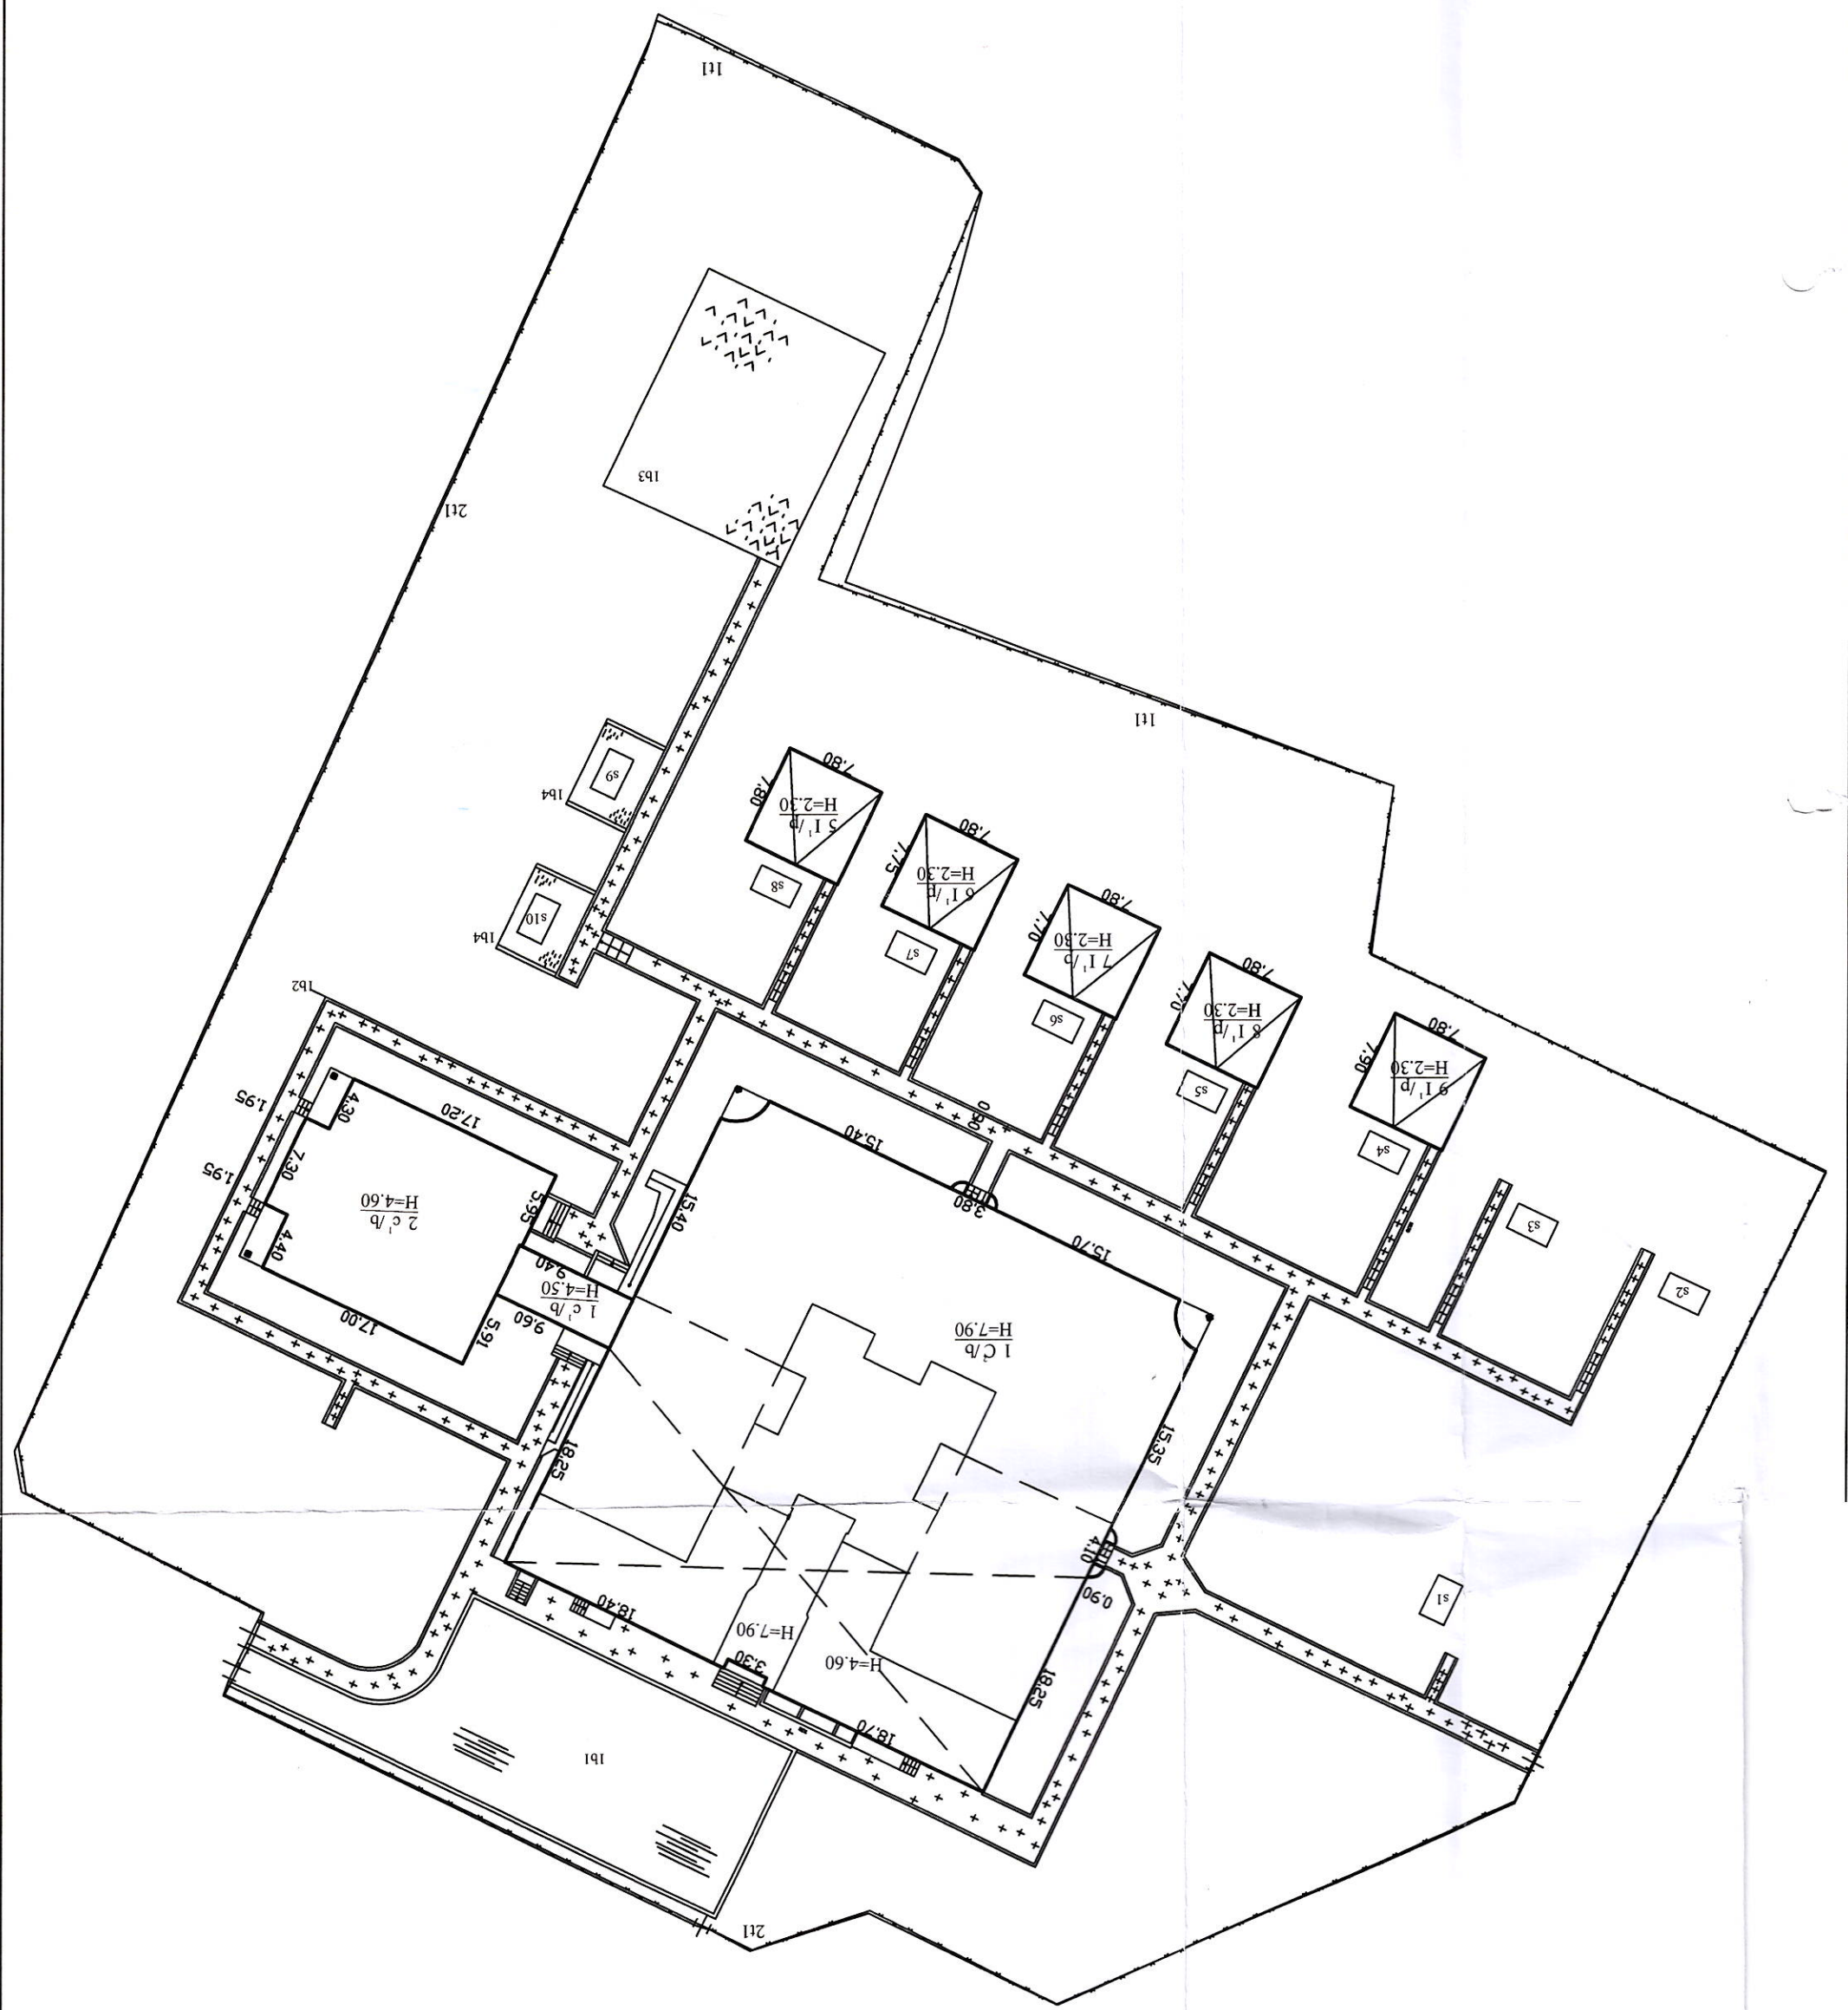 2t1
1b1
18.70
18.25
H=4.60
3.30
H=7.90
18.40
s1
0.90
4.10
18.25
15.35
1 C²/b
H=7.90
5.91
17.00
9.60
1 c¹/b
H=4.50
9.40
s2
4.40
s3
15.70
2 c¹/b
H=4.60
3.80
15.40
5.95
1.95
7.30
s4
15.40
0.50
17.20
4.30
1.95
s5
9 I¹/p
H=2.30
7.90
7.80
s6
8 I¹/p
H=2.30
7.70
7.80
1b2
s7
7 I¹/b
H=2.30
7.70
7.80
1b4
s10
s8
6 I¹/p
H=2.30
7.75
7.80
5 I¹/p
H=2.30
7.80
7.80
1b4
s9
1t1
2t1
1b3
1t1